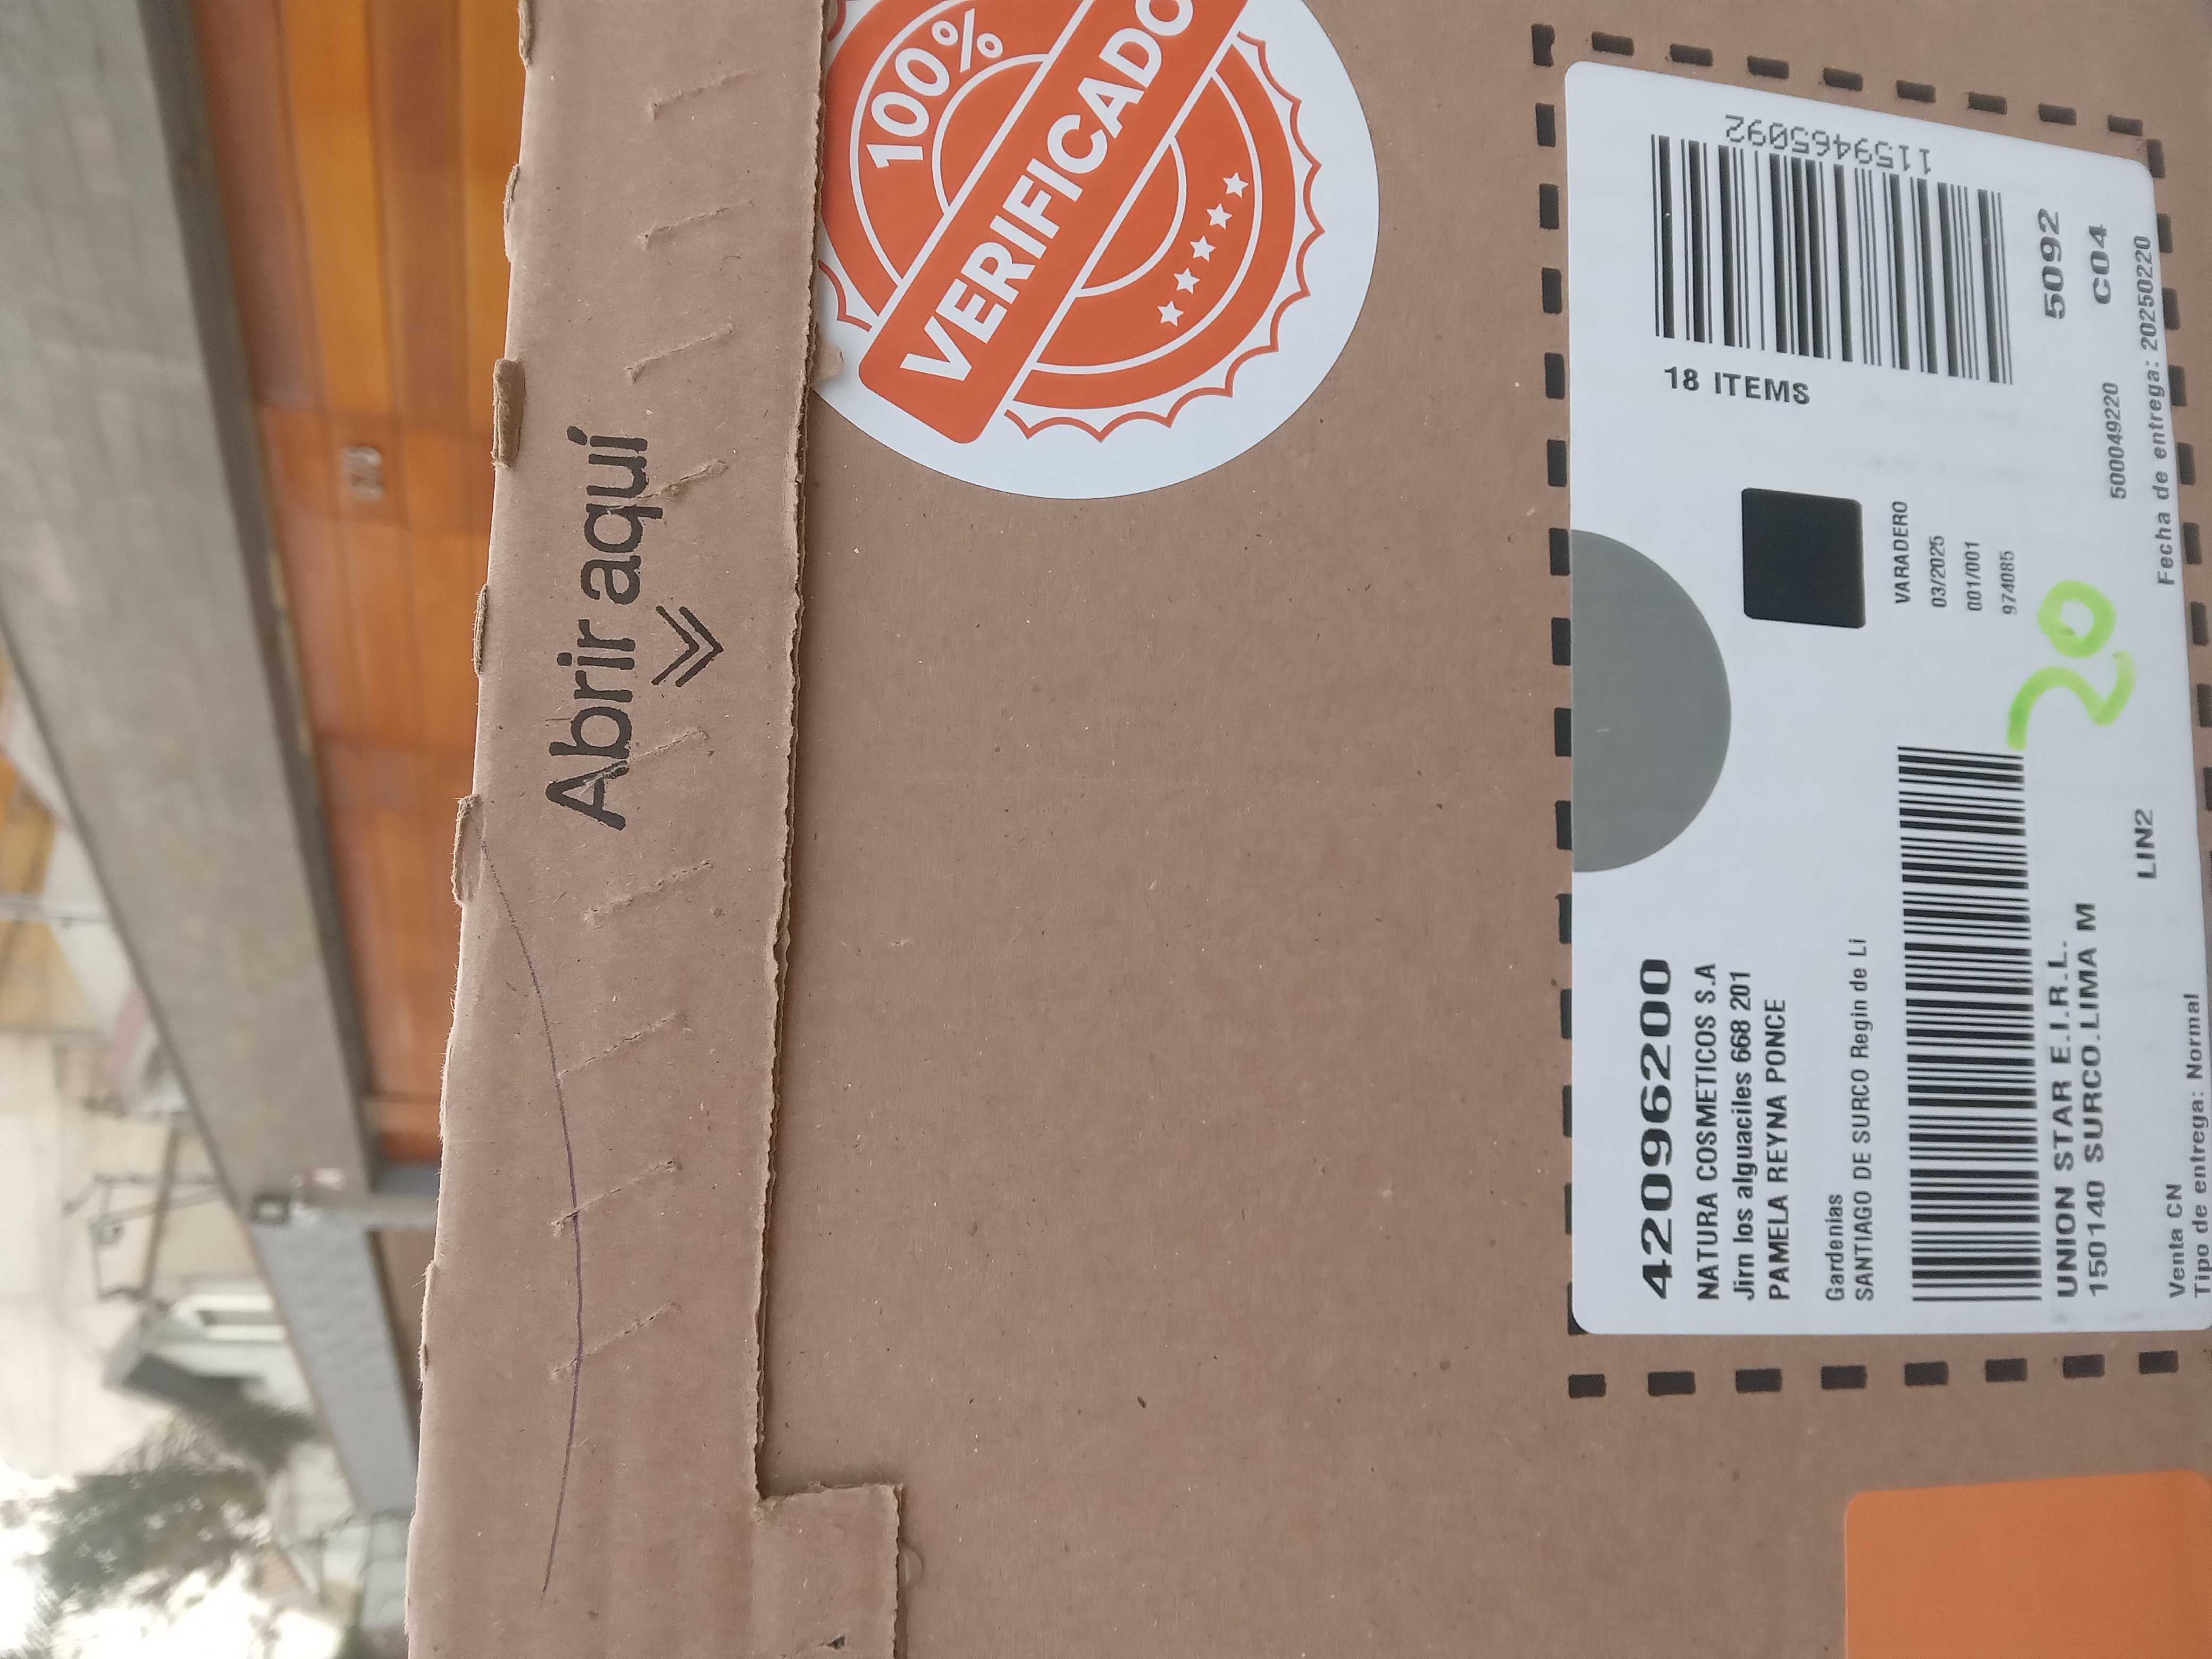 Abrir aquí
100%
VERIFICADO
1159465092
18 ITEMS
5092
C04
VARADERO
03/2025
001/001
974085
500049220
Fecha de entrega: 20250220
20
42096200
NATURA COSMETICOS S.A
Jirn los alguaciles 668 201
PAMELA REYNA PONCE
Gardenias
SANTIAGO DE SURCO Regin de Li
UNION STAR E.I.R.L.
150140 SURCO.LIMA M
LIN2
Venta CN
Tipo de entrega: Normal